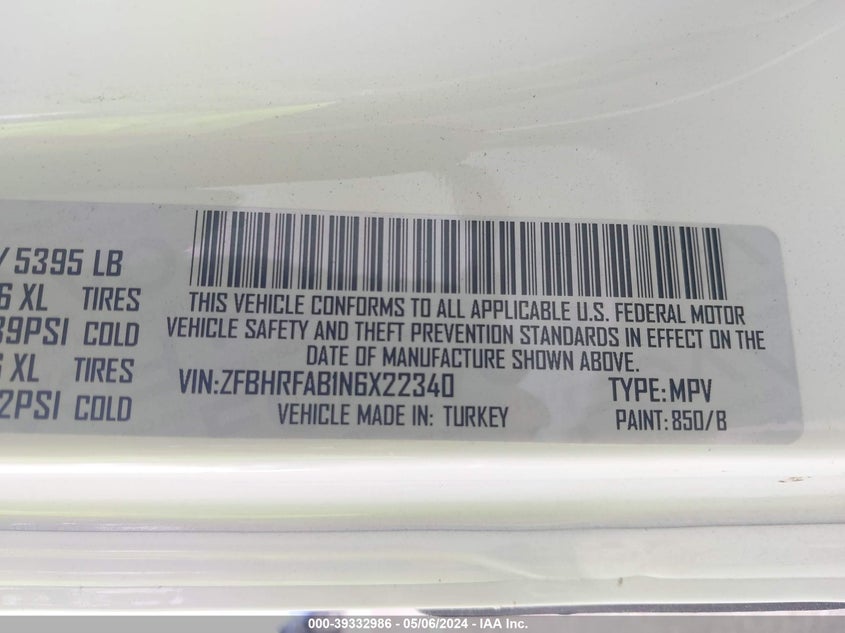 / 5395 LB
6 XL TIRES
39PSI COLD
6 XL TIRES
2PSI COLD
THIS VEHICLE CONFORMS TO ALL APPLICABLE U.S. FEDERAL MOTOR
VEHICLE SAFETY AND THEFT PREVENTION STANDARDS IN EFFECT ON THE
DATE OF MANUFACTURE SHOWN ABOVE.
VIN:ZFBHRFAB1N6X22340 TYPE:MPV
VEHICLE MADE IN: TURKEY PAINT:850/B
000-39332986 - 05/06/2024 - IAA Inc.